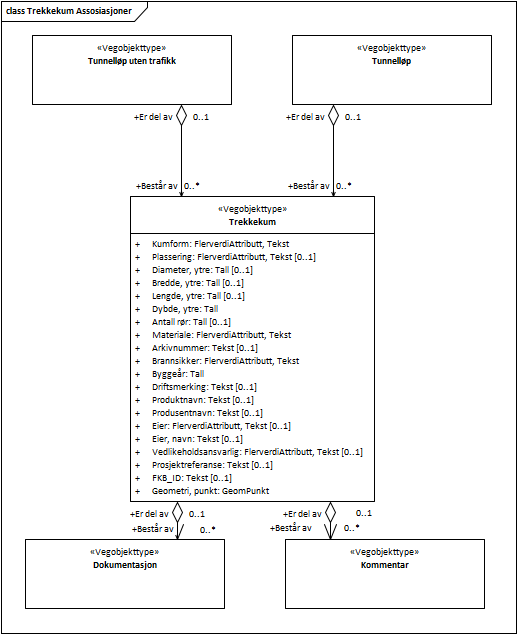 class Trekkekum Assosiasjoner
«Vegobjekttype»
Tunnelløp uten trafikk
«Vegobjekttype»
Tunnelløp
+Er del av 0..1
+Er del av 0..1
+Består av 0..*
+Består av 0..*
«Vegobjekttype»
Trekkekum
+ Kumform: FlerverdiAttributt, Tekst
+ Plassering: FlerverdiAttributt, Tekst [0..1]
+ Diameter, ytre: Tall [0..1]
+ Bredde, ytre: Tall [0..1]
+ Lengde, ytre: Tall [0..1]
+ Dybde, ytre: Tall
+ Antall rør: Tall [0..1]
+ Materiale: FlerverdiAttributt, Tekst
+ Arkivnummer: Tekst [0..1]
+ Brannsikker: FlerverdiAttributt, Tekst
+ Byggeår: Tall
+ Driftsmerking: Tekst [0..1]
+ Produktnavn: Tekst [0..1]
+ Produsentnavn: Tekst [0..1]
+ Eier: FlerverdiAttributt, Tekst [0..1]
+ Eier, navn: Tekst [0..1]
+ Vedlikeholdsansvarlig: FlerverdiAttributt, Tekst [0..1]
+ Prosjektreferanse: Tekst [0..1]
+ FKB_ID: Tekst [0..1]
+ Geometri, punkt: GeomPunkt
+Er del av 0..1
+Er del av 0..1
+Består av 0..*
+Består av 0..*
«Vegobjekttype»
Dokumentasjon
«Vegobjekttype»
Kommentar